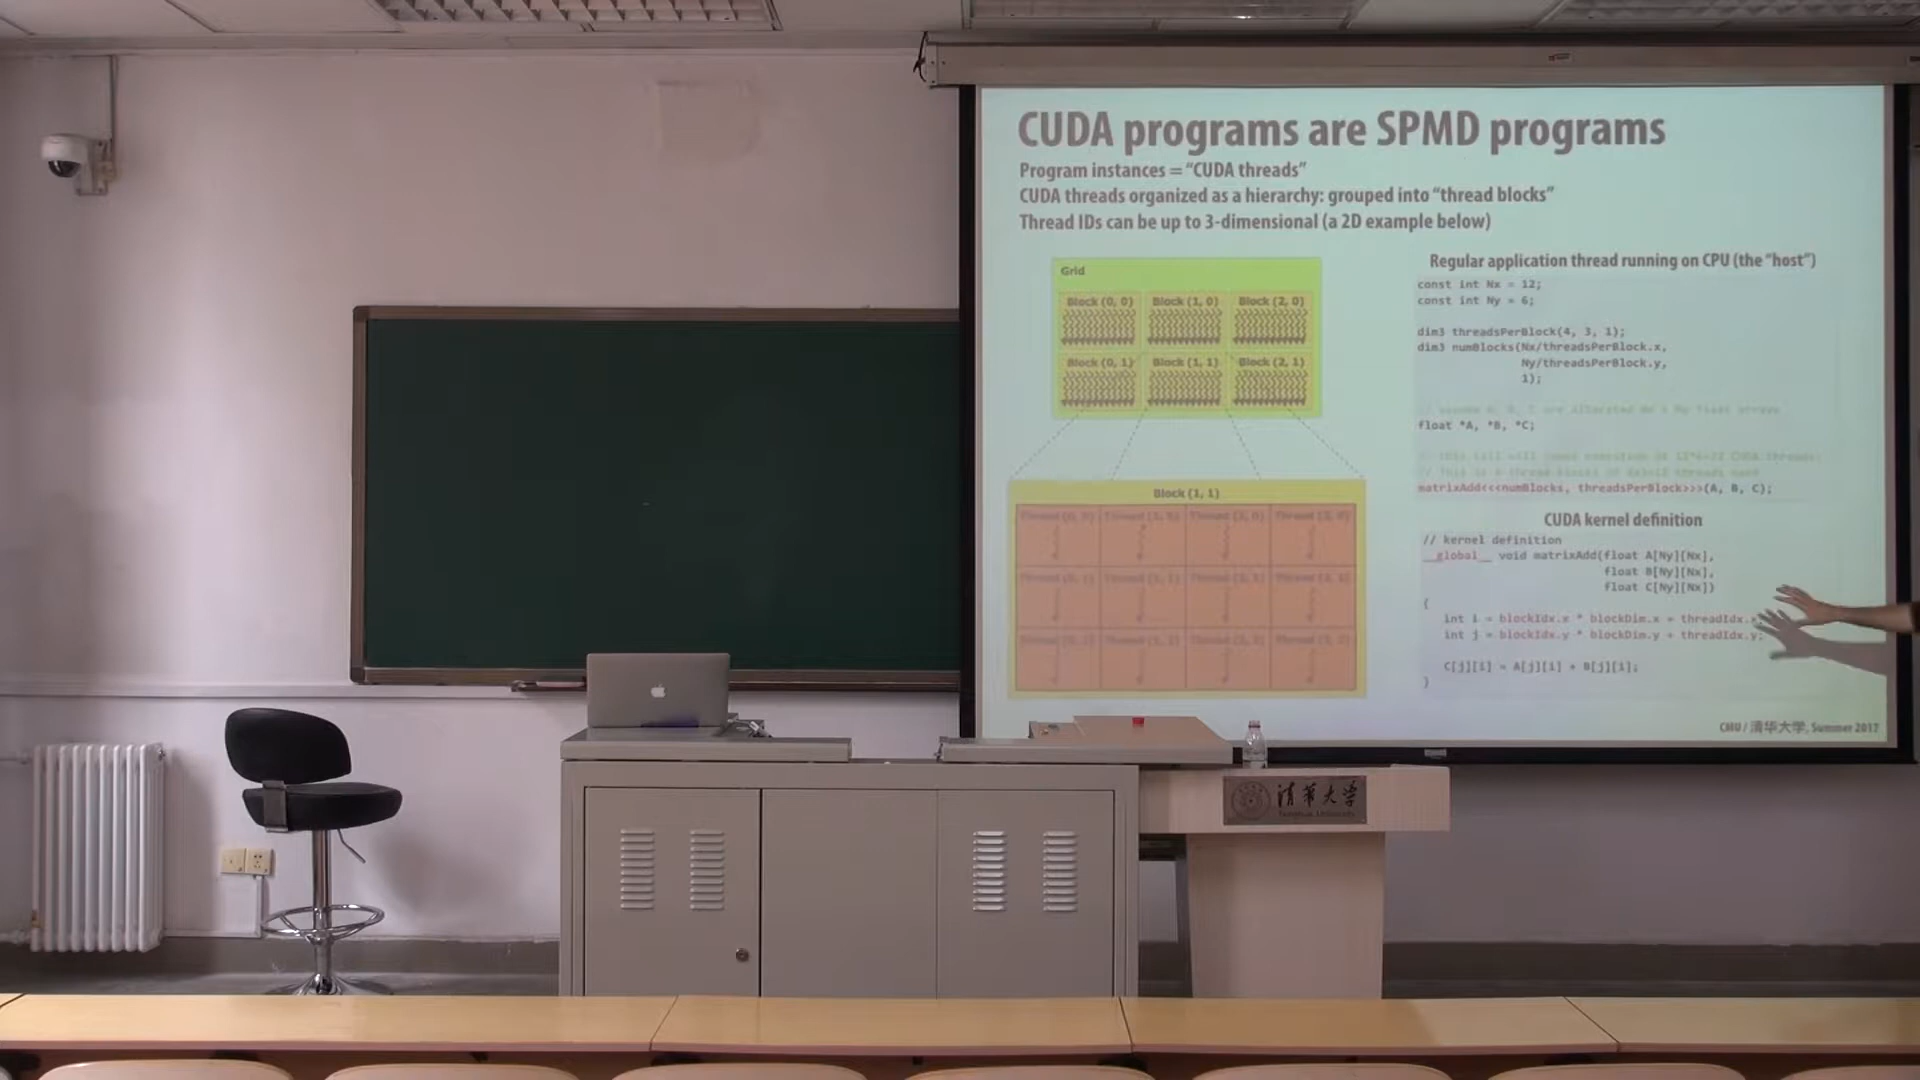 CUDA programs are SPMD programs
Program instances = “CUDA threads”
CUDA threads organized as a hierarchy: grouped into “thread blocks”
Thread IDs can be up to 3-dimensional (a 2D example below)
Grid
Block (0, 0) Block (1, 0) Block (2, 0)
Block (0, 1) Block (1, 1) Block (2, 1)
Block (1, 1)
Regular application thread running on CPU (the “host”)
const int Nx = 12;
const int Ny = 6;
dim3 threadsPerBlock(4, 3, 1);
dim3 numBlocks(Nx/threadsPerBlock.x,
Ny/threadsPerBlock.y,
1);
float *A, *B, *C;
matrixAdd<<<numBlocks, threadsPerBlock>>>(A, B, C);
CUDA kernel definition
// kernel definition
__global__ void matrixAdd(float A[Ny][Nx],
float B[Ny][Nx],
float C[Ny][Nx])
{
int i = blockIdx.x * blockDim.x + threadIdx.x;
int j = blockIdx.y * blockDim.y + threadIdx.y;
C[j][i] = A[j][i] + B[j][i];
}
CMU / 清华大学, Summer 2017
清华大学
Tsinghua University